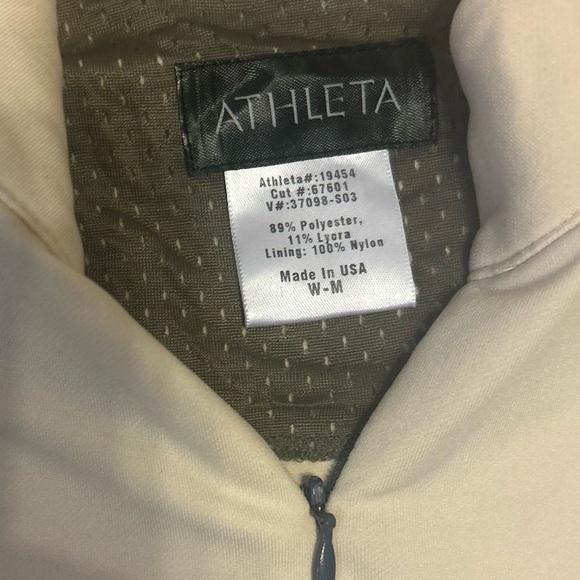 ATHLETA
Athleta#:19454
Cut #:67601
V#:37098-S03
89% Polyester,
11% Lycra
Lining: 100% Nylon
Made In USA
W-M